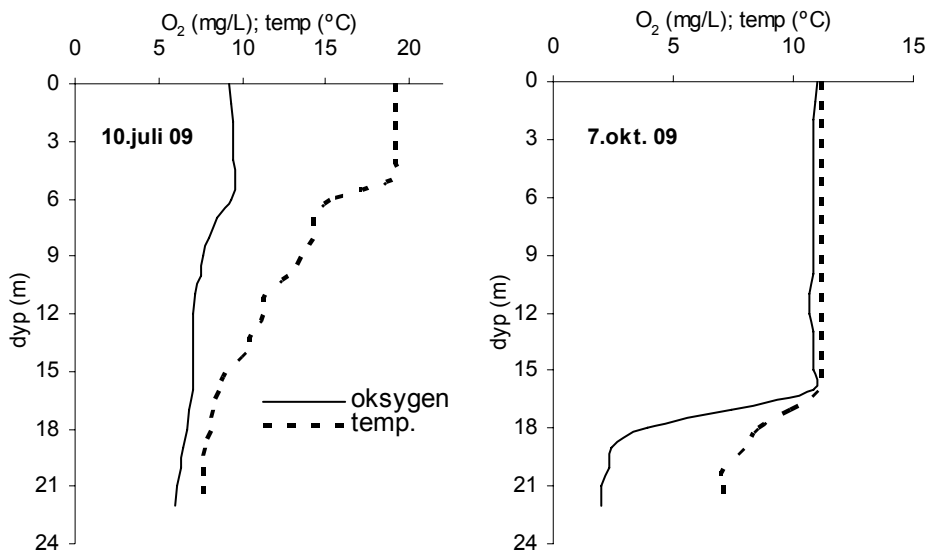 O₂ (mg/L); temp (ºC)
0 5 10 15 20
0
3
6
9
12
15
18
21
24
dyp (m)
10.juli 09
oksygen
temp.
O₂ (mg/L); temp (ºC)
0 5 10 15
0
3
6
9
12
15
18
21
24
dyp (m)
7.okt. 09